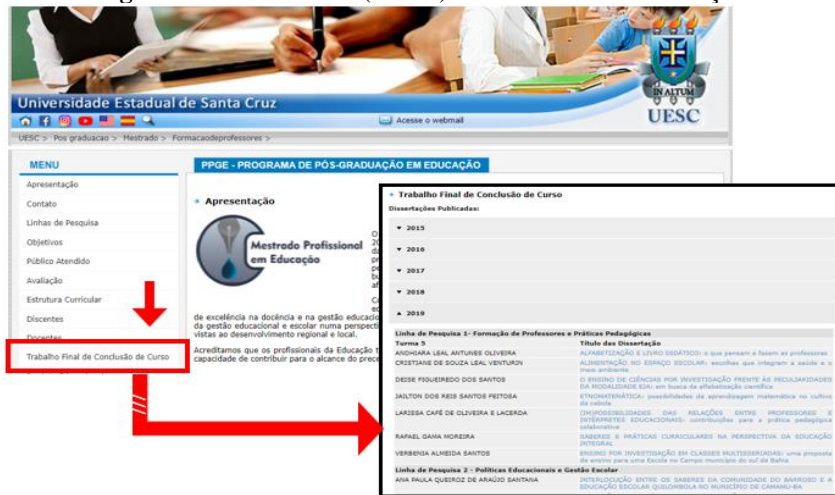 IN ALTUM
UESC
Universidade Estadual de Santa Cruz
Acesse o webmail
UESC > Pos graduacao > Mestrado > Formacaodeprofessores >
MENU
Apresentação
Contato
Linhas de Pesquisa
Objetivos
Público Atendido
Avaliação
Estrutura Curricular
Discentes
Docentes
Trabalho Final de Conclusão de Curso
PPGE - PROGRAMA DE PÓS-GRADUAÇÃO EM EDUCAÇÃO
Apresentação
Mestrado Profissional
em Educação
de excelência na docência e na gestão educacio
da gestão educacional e escolar numa perspecti
vistas ao desenvolvimento regional e local.
Acreditamos que os profissionais da Educação t
capacidade de contribuir para o alcance do prece
Trabalho Final de Conclusão de Curso
Dissertações Publicadas:
2015
2016
2017
2018
2019
Linha de Pesquisa 1- Formação de Professores e Práticas Pedagógicas
Turma 5 Título das Dissertação
ANDHIARA LEAL ANTUNES OLIVEIRA ALFABETIZAÇÃO E LIVRO DIDÁTICO: o que pensam e fazem as professoras
CRISTIANE DE SOUZA LEAL VENTURIN ALIMENTAÇÃO NO ESPAÇO ESCOLAR: escolhas que integram a saúde e o
meio ambiente
DEISE FIGUEIREDO DOS SANTOS O ENSINO DE CIÊNCIAS POR INVESTIGAÇÃO FRENTE ÀS PECULIARIDADES
DA MODALIDADE EJA: em busca da alfabetização científica
JAILTON DOS REIS SANTOS FEITOSA ETNOMATEMÁTICA: possibilidades da aprendizagem matemática no cultivo
da cebola
LARISSA CAFÉ DE OLIVEIRA E LACERDA (IM)POSSIBILIDADES DAS RELAÇÕES ENTRE PROFESSORES E
INTÉRPRETES EDUCACIONAIS: contribuições para a prática pedagógica
colaborativa
RAFAEL GAMA MOREIRA SABERES E PRÁTICAS CURRICULARES NA PERSPECTIVA DA EDUCAÇÃO
INTEGRAL
VERBENIA ALMEIDA SANTOS ENSINO POR INVESTIGAÇÃO EM CLASSES MULTISSERIADAS: uma proposta
de ensino para uma Escola no Campo município do sul da Bahia
Linha de Pesquisa 2 - Políticas Educacionais e Gestão Escolar
ANA PAULA QUEIROZ DE ARAÚJO SANTANA INTERLOCUÇÃO ENTRE OS SABERES DA COMUNIDADE DO BARROSO E A
EDUCAÇÃO ESCOLAR QUILOMBOLA NO MUNICÍPIO DE CAMAMU-BA